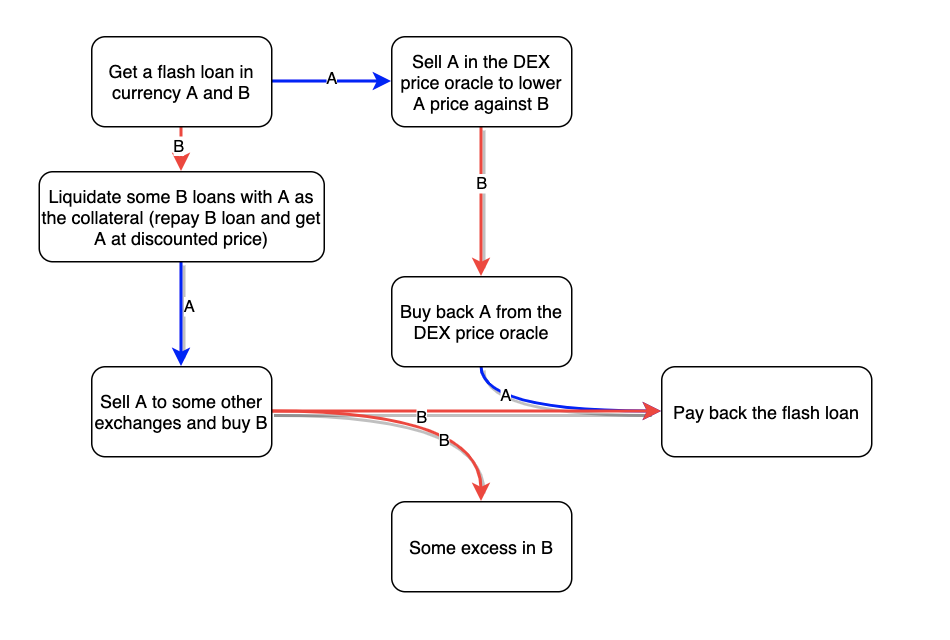 Get a flash loan in
currency A and B
A
Sell A in the DEX
price oracle to lower
A price against B
B
Liquidate some B loans with A as
the collateral (repay B loan and get
A at discounted price)
B
A
Buy back A from the
DEX price oracle
Sell A to some other
exchanges and buy B
A
B
B
Pay back the flash loan
Some excess in B